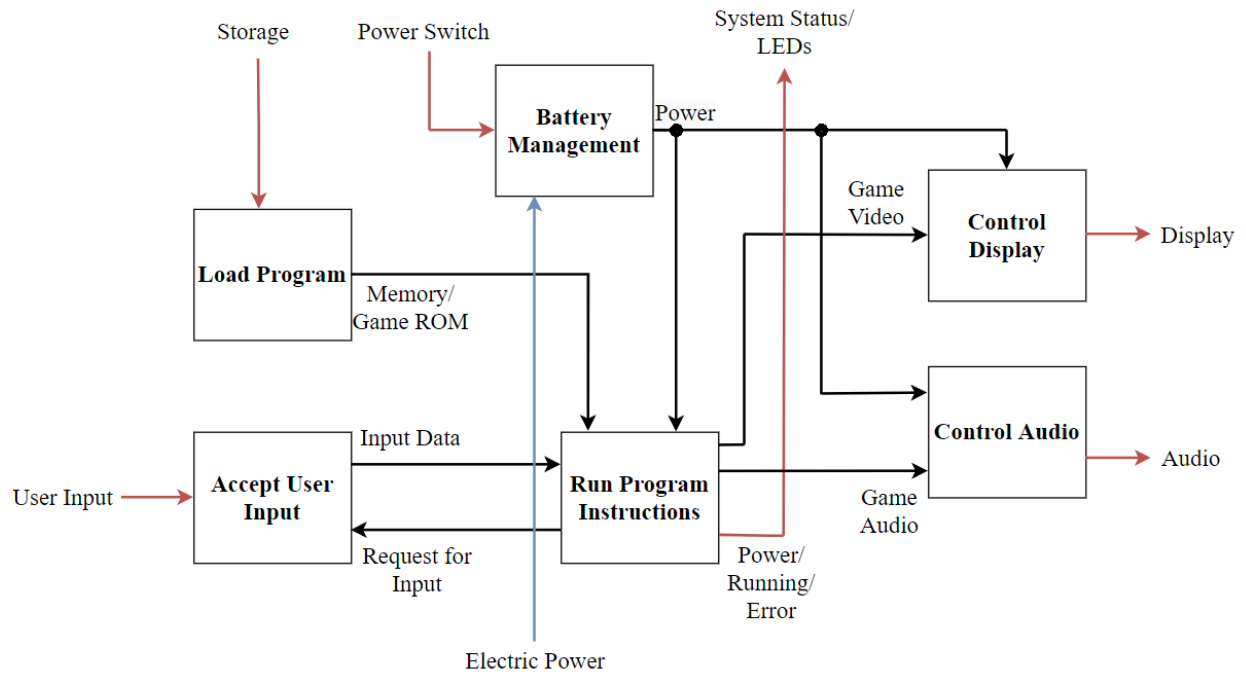 System Status/
LEDs
Storage
Power Switch
Battery
Management
Power
Game
Video
Control
Display
Display
Load Program
Memory/
Game ROM
Input Data
Control Audio
Audio
User Input
Accept User
Input
Run Program
Instructions
Game
Audio
Request for
Input
Power/
Running/
Error
Electric Power